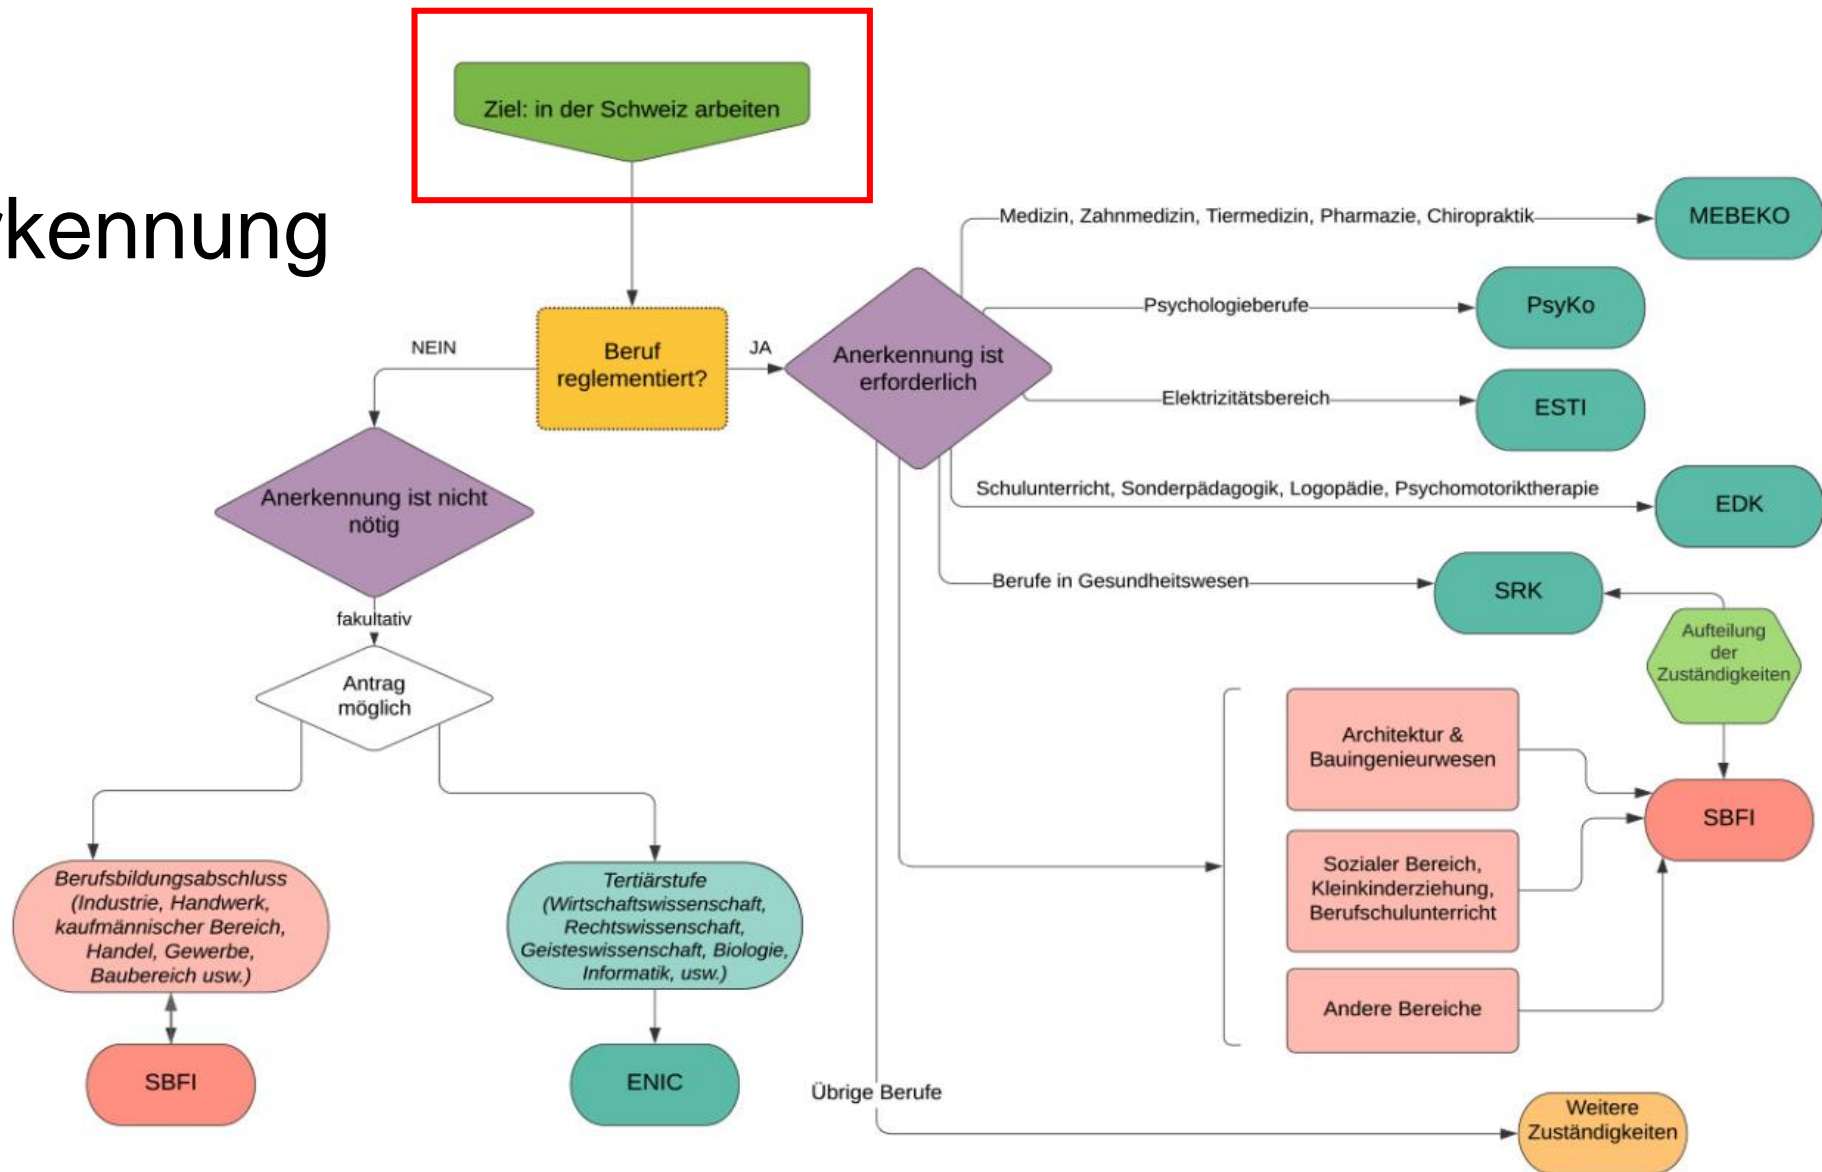 Ziel: in der Schweiz arbeiten
rkennung
Medizin, Zahnmedizin, Tiermedizin, Pharmazie, Chiropraktik
MEBEKO
Psychologieberufe
PsyKo
NEIN
Beruf
reglementiert?
JA
Anerkennung ist
erforderlich
Elektrizitätsbereich
ESTI
Anerkennung ist nicht
nötig
Schulunterricht, Sonderpädagogik, Logopädie, Psychomotoriktherapie
EDK
Berufe in Gesundheitswesen
SRK
fakultativ
Aufteilung
der
Zuständigkeiten
Antrag
möglich
Architektur &
Bauingenieurwesen
SBFI
Sozialer Bereich,
Kleinkinderziehung,
Berufschulunterricht
Berufsbildungsabschluss
(Industrie, Handwerk,
kaufmännischer Bereich,
Handel, Gewerbe,
Baubereich usw.)
Tertiärstufe
(Wirtschaftswissenschaft,
Rechtswissenschaft,
Geisteswissenschaft, Biologie,
Informatik, usw.)
Andere Bereiche
SBFI
ENIC
Übrige Berufe
Weitere
Zuständigkeiten